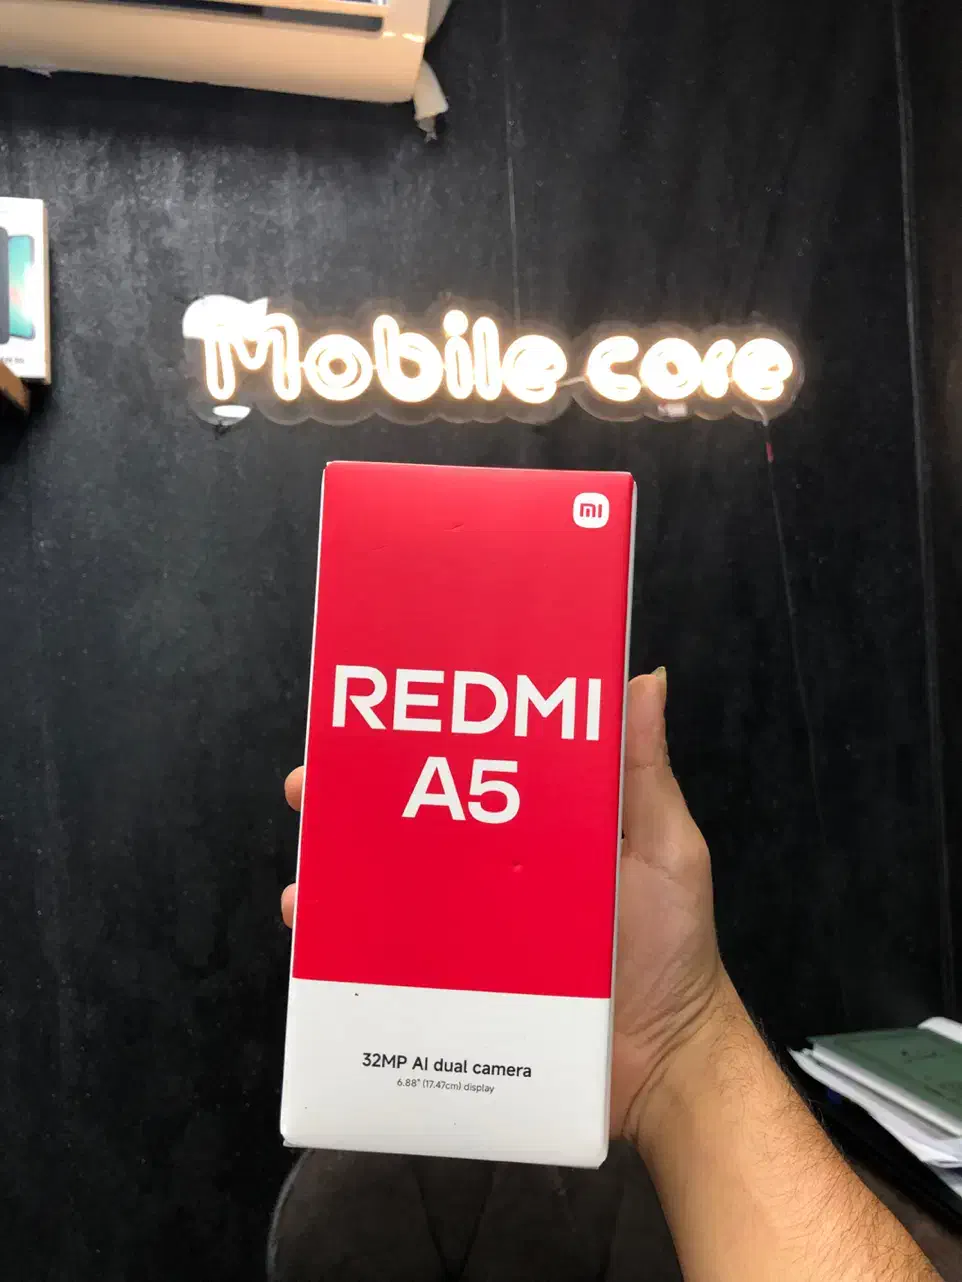 Mobile core
mi
REDMI
A5
32MP AI dual camera
6.88" (17.47cm) display